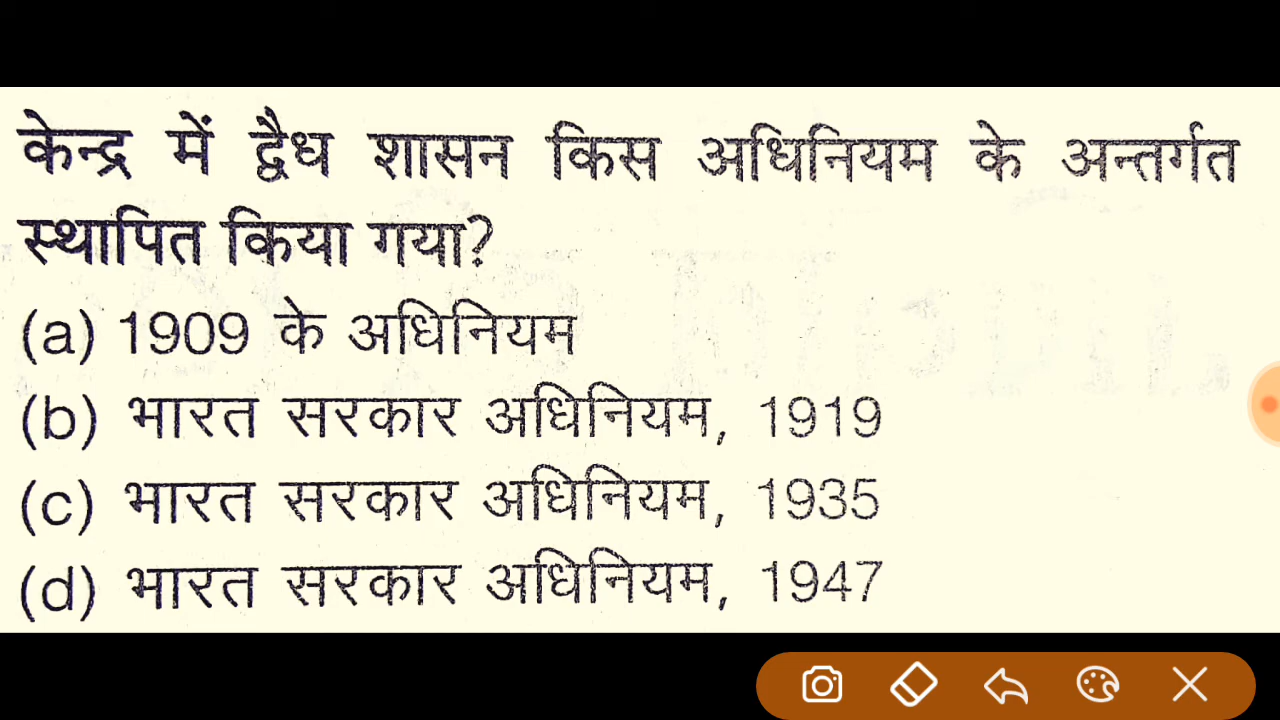 केन्द्र में द्वैध शासन किस अधिनियम के अन्तर्गत
स्थापित किया गया?
(a) 1909 के अधिनियम
(b) भारत सरकार अधिनियम, 1919
(c) भारत सरकार अधिनियम, 1935
(d) भारत सरकार अधिनियम, 1947